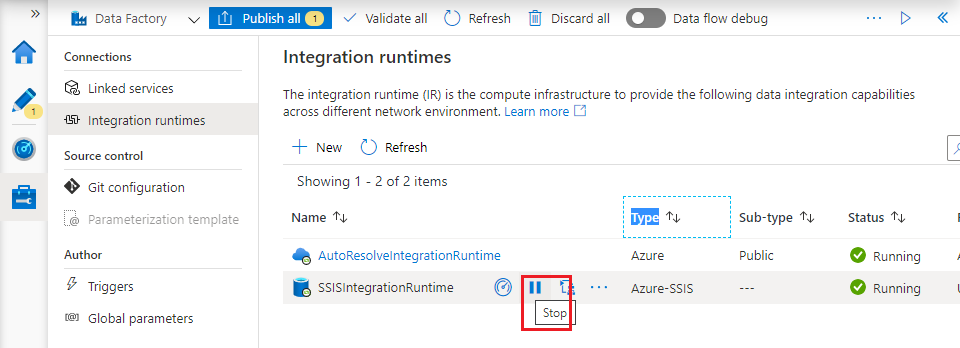 Data Factory
Publish all 1
Validate all
Refresh
Discard all
Data flow debug
1
Connections
Linked services
Integration runtimes
Source control
Git configuration
Parameterization template
Author
Triggers
Global parameters
Integration runtimes
The integration runtime (IR) is the compute infrastructure to provide the following data integration capabilities
across different network environment. Learn more
New
Refresh
Showing 1 - 2 of 2 items
Name Type Sub-type Status
AutoResolveIntegrationRuntime Azure Public Running
SSISIntegrationRuntime Azure-SSIS --- Running
Stop